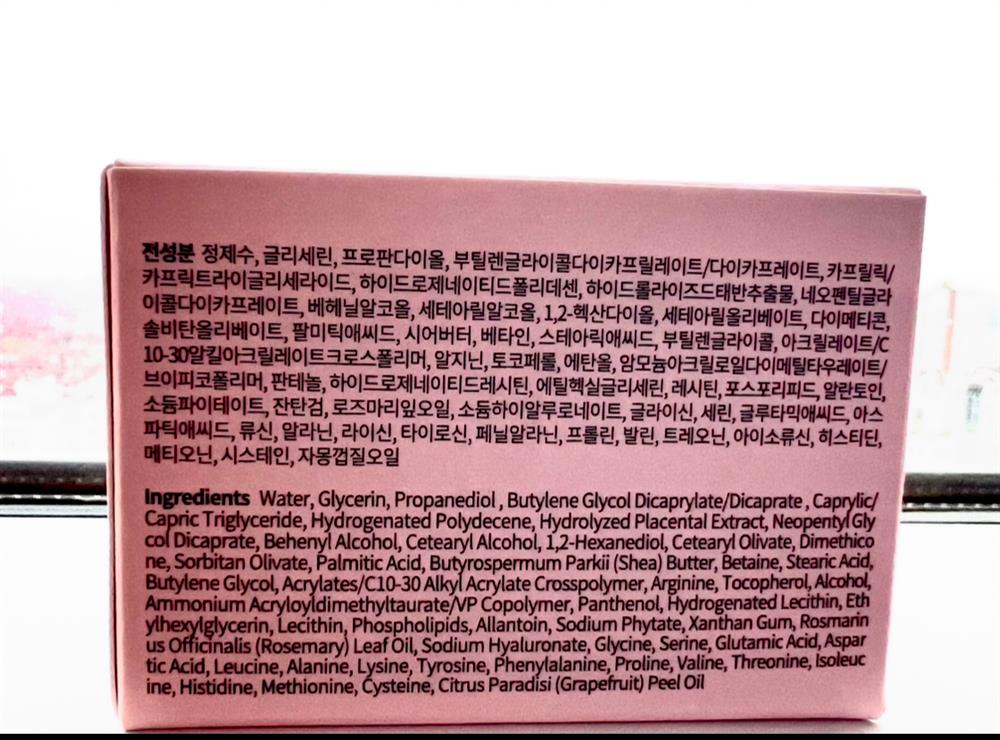 전성분 정제수, 글리세린, 프로판다이올, 부틸렌글라이콜다이카프릴레이트/다이카프레이트, 카프릴릭/
카프릭트라이글리세라이드, 하이드로제네이티드폴리데센, 하이드롤라이즈드태반추출물, 네오펜틸글라
이콜다이카프레이트, 베헤닐알코올, 세테아릴알코올, 1,2-헥산다이올, 세테아릴올리베이트, 다이메티콘,
솔비탄올리베이트, 팔미틱애씨드, 시어버터, 베타인, 스테아릭애씨드, 부틸렌글라이콜, 아크릴레이트/C
10-30알킬아크릴레이트크로스폴리머, 알지닌, 토코페롤, 에탄올, 암모늄아크릴로일다이메틸타우레이트/
브이피코폴리머, 판테놀, 하이드로제네이티드레시틴, 에틸헥실글리세린, 레시틴, 포스포리피드, 알란토인,
소듐파이테이트, 잔탄검, 로즈마리잎오일, 소듐하이알루로네이트, 글라이신, 세린, 글루타믹애씨드, 아스
파틱애씨드, 류신, 알라닌, 라이신, 타이로신, 페닐알라닌, 프롤린, 발린, 트레오닌, 아이소류신, 히스티딘,
메티오닌, 시스테인, 자몽껍질오일
Ingredients Water, Glycerin, Propanediol , Butylene Glycol Dicaprylate/Dicaprate , Caprylic/
Capric Triglyceride, Hydrogenated Polydecene, Hydrolyzed Placental Extract, Neopentyl Gly
col Dicaprate, Behenyl Alcohol, Cetearyl Alcohol, 1,2-Hexanediol, Cetearyl Olivate, Dimethico
ne, Sorbitan Olivate, Palmitic Acid, Butyrospermum Parkii (Shea) Butter, Betaine, Stearic Acid,
Butylene Glycol, Acrylates/C10-30 Alkyl Acrylate Crosspolymer, Arginine, Tocopherol, Alcohol,
Ammonium Acryloyldimethyltaurate/VP Copolymer, Panthenol, Hydrogenated Lecithin, Eth
ylhexylglycerin, Lecithin, Phospholipids, Allantoin, Sodium Phytate, Xanthan Gum, Rosmarin
us Officinalis (Rosemary) Leaf Oil, Sodium Hyaluronate, Glycine, Serine, Glutamic Acid, Aspar
tic Acid, Leucine, Alanine, Lysine, Tyrosine, Phenylalanine, Proline, Valine, Threonine, Isoleuc
ine, Histidine, Methionine, Cysteine, Citrus Paradisi (Grapefruit) Peel Oil